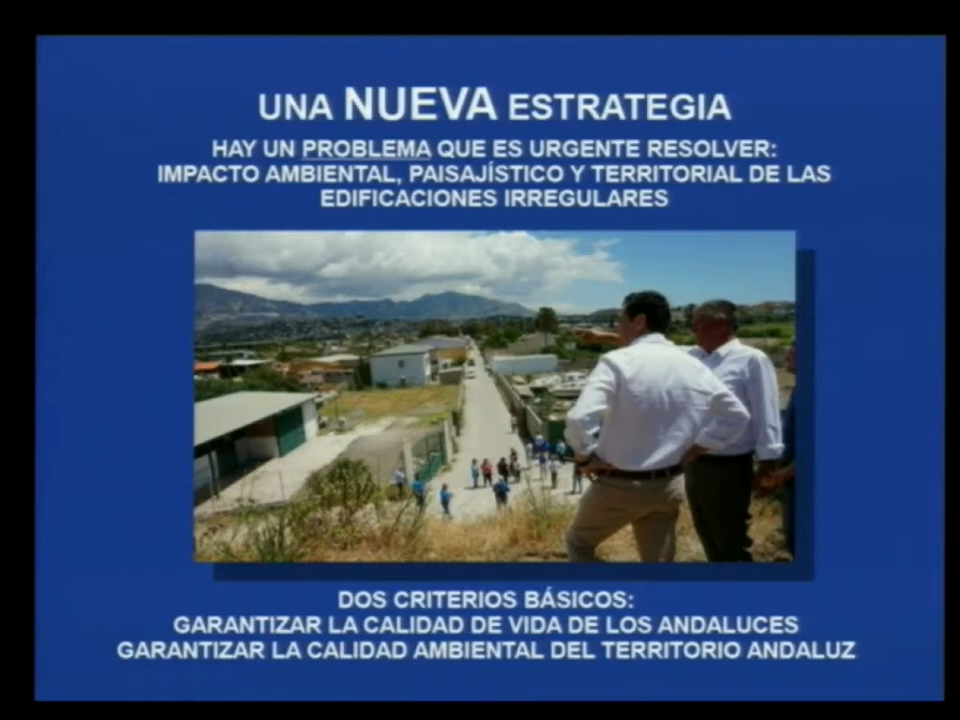 UNA NUEVA ESTRATEGIA
HAY UN PROBLEMA QUE ES URGENTE RESOLVER:
IMPACTO AMBIENTAL, PAISAJÍSTICO Y TERRITORIAL DE LAS
EDIFICACIONES IRREGULARES
DOS CRITERIOS BÁSICOS:
GARANTIZAR LA CALIDAD DE VIDA DE LOS ANDALUCES
GARANTIZAR LA CALIDAD AMBIENTAL DEL TERRITORIO ANDALUZ